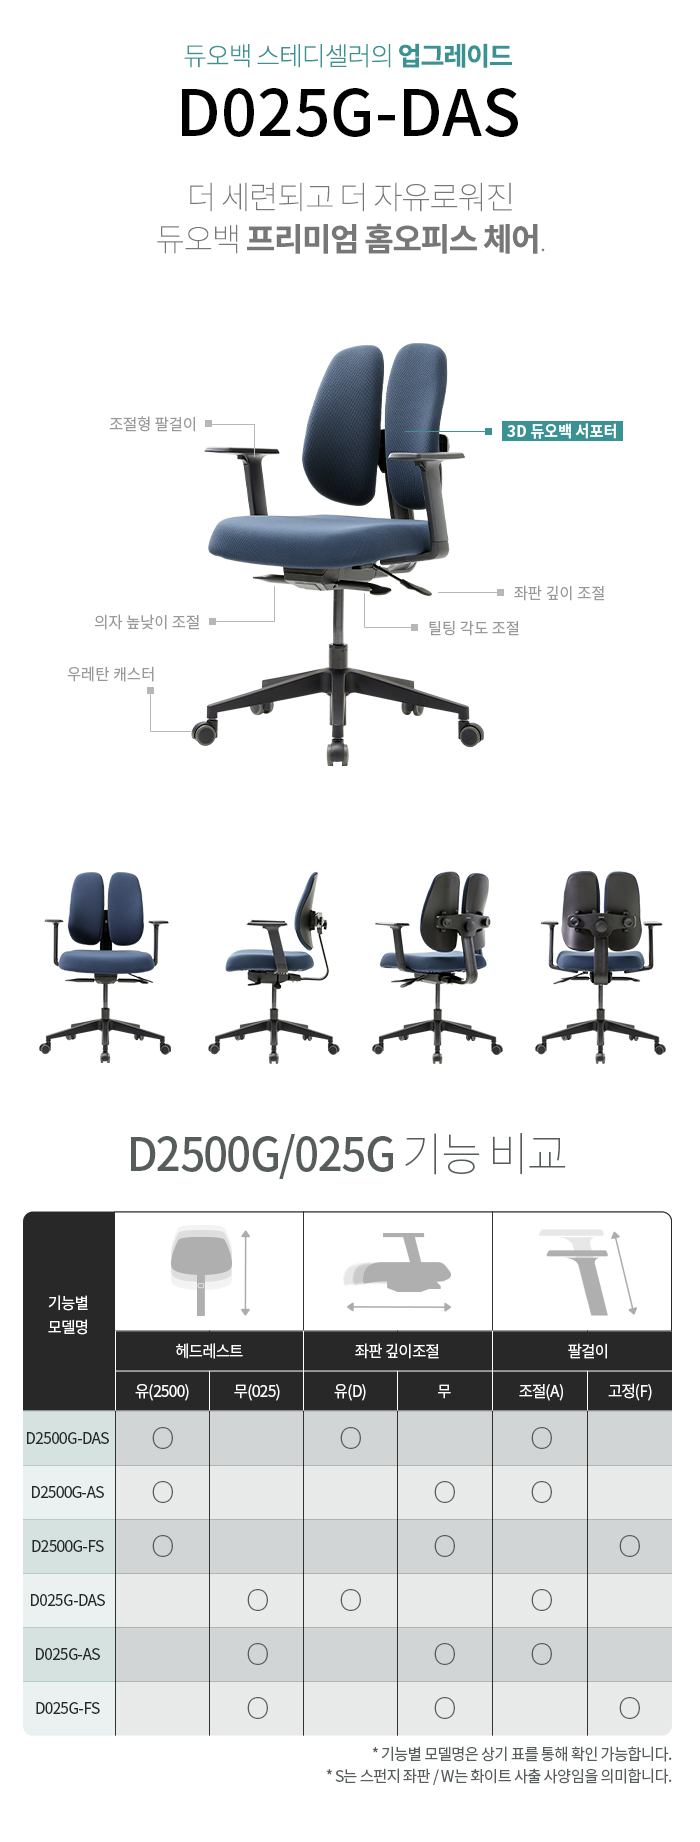 듀오백 스테디셀러의 업그레이드
D025G-DAS
더 세련되고 더 자유로워진
듀오백 프리미엄 홈오피스 체어.
조절형 팔걸이
3D 듀오백 서포터
좌판 깊이 조절
의자 높낮이 조절
틸팅 각도 조절
우레탄 캐스터
D2500G/025G 기능 비교
기능별
모델명
헤드레스트 좌판 깊이조절 팔걸이
유(2500) 무(025) 유(D) 무 조절(A) 고정(F)
D2500G-DAS ○ ○ ○
D2500G-AS ○ ○ ○
D2500G-FS ○ ○ ○
D025G-DAS ○ ○ ○
D025G-AS ○ ○ ○
D025G-FS ○ ○ ○
* 기능별 모델명은 상기 표를 통해 확인 가능합니다.
* S는 스펀지 좌판 / W는 화이트 사출 사양임을 의미합니다.